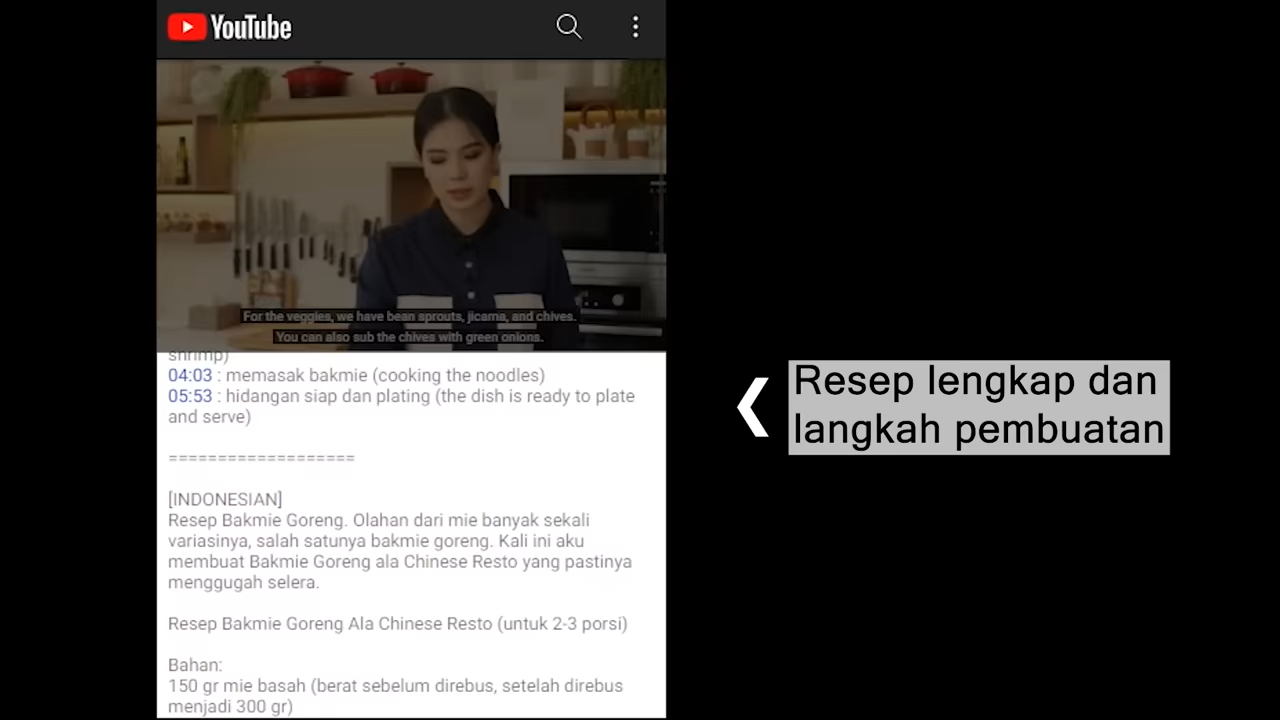 YouTube
For the veggies, we have bean sprouts, jicama, and chives.
You can also sub the chives with green onions.
shrimp)
04:03 : memasak bakmie (cooking the noodles)
05:53 : hidangan siap dan plating (the dish is ready to plate
and serve)
===================
[INDONESIAN]
Resep Bakmie Goreng. Olahan dari mie banyak sekali
variasinya, salah satunya bakmie goreng. Kali ini aku
membuat Bakmie Goreng ala Chinese Resto yang pastinya
menggugah selera.
Resep Bakmie Goreng Ala Chinese Resto (untuk 2-3 porsi)
Bahan:
150 gr mie basah (berat sebelum direbus, setelah direbus
menjadi 300 gr)
Resep lengkap dan
langkah pembuatan